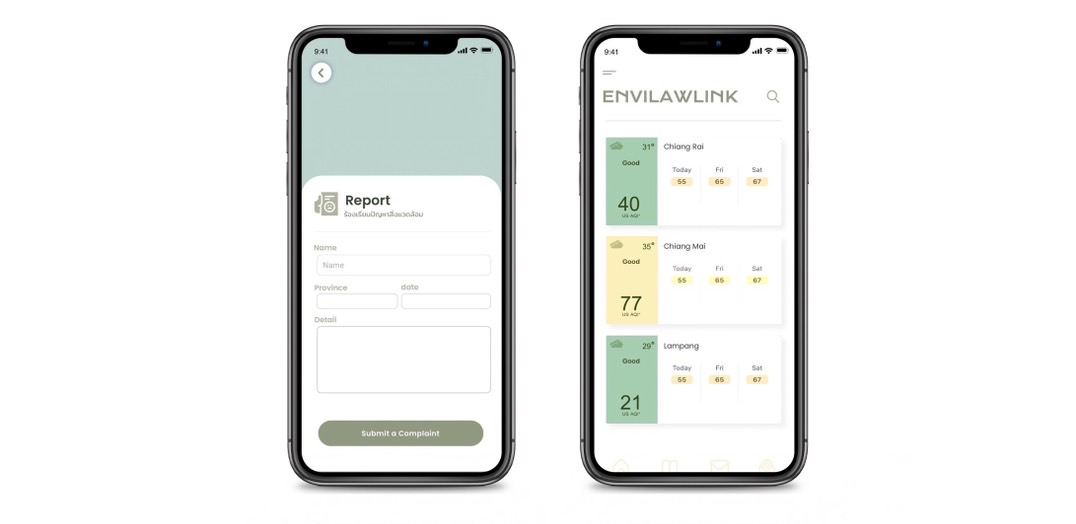 9:41
Report
ร้องเรียนปัญหาสิ่งแวดล้อม
Name
Name
Province date
Detail
Submit a Complaint
9:41
ENVILAWLINK
31° Chiang Rai
Good Today Fri Sat
55 65 67
40
US AQI*
35° Chiang Mai
Good Today Fri Sat
55 65 67
77
US AQI*
29° Lampang
Good Today Fri Sat
55 65 67
21
US AQI*